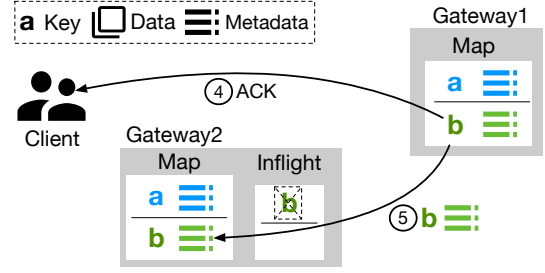 a Key Data Metadata
Gateway1
Map
a
b
4 ACK
Client
Gateway2
Map Inflight
a
b
b
5 b